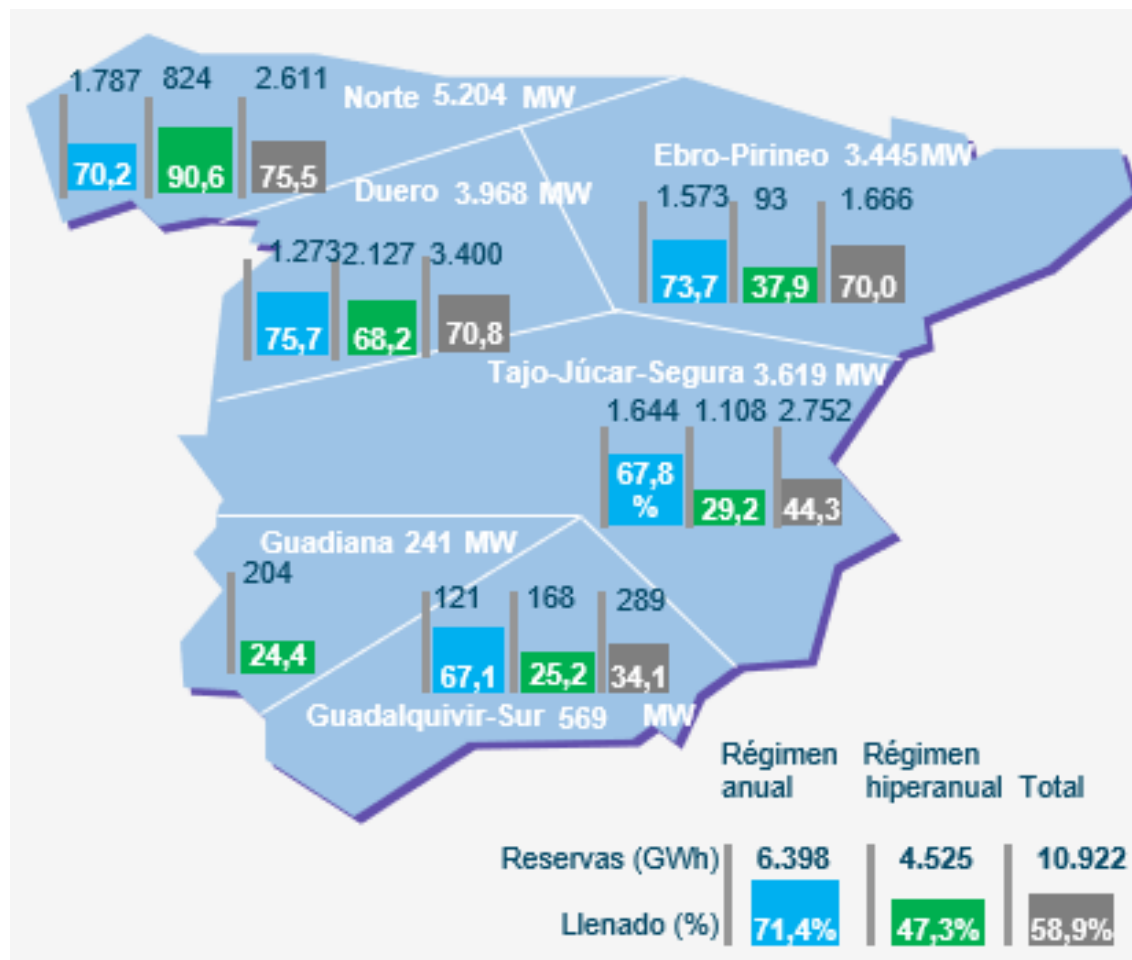 1.787 824 2.611
Norte 5.204 MW
70,2 90,6 75,5
Ebro-Pirineo 3.445 MW
1.573 93 1.666
73,7 37,9 70,0
Duero 3.968 MW
1.273 2.127 3.400
75,7 68,2 70,8
Tajo-Júcar-Segura 3.619 MW
1.644 1.108 2.752
67,8
% 29,2 44,3
Guadiana 241 MW
204
24,4
121 168 289
67,1 25,2 34,1
Guadalquivir-Sur 569 MW
Régimen Régimen
anual hiperanual Total
Reservas (GWh) 6.398 4.525 10.922
Llenado (%) 71,4% 47,3% 58,9%